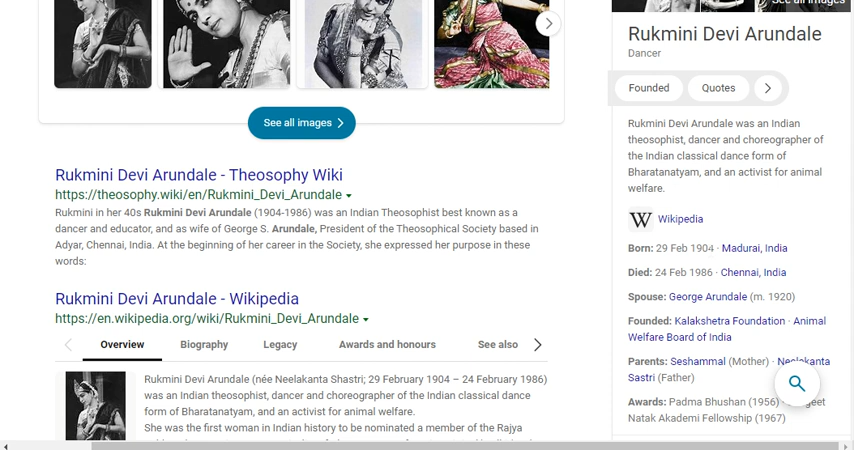 See all images
See all images
Rukmini Devi Arundale - Theosophy Wiki
https://theosophy.wiki/en/Rukmini_Devi_Arundale
Rukmini in her 40s Rukmini Devi Arundale (1904-1986) was an Indian Theosophist best known as a
dancer and educator, and as wife of George S. Arundale, President of the Theosophical Society based in
Adyar, Chennai, India. At the beginning of her career in the Society, she expressed her purpose in these
words:
Rukmini Devi Arundale - Wikipedia
https://en.wikipedia.org/wiki/Rukmini_Devi_Arundale
Overview Biography Legacy Awards and honours See also
Rukmini Devi Arundale (née Neelakanta Shastri; 29 February 1904 – 24 February 1986)
was an Indian theosophist, dancer and choreographer of the Indian classical dance
form of Bharatanatyam, and an activist for animal welfare.
She was the first woman in Indian history to be nominated a member of the Rajya
Rukmini Devi Arundale
Dancer
Founded Quotes
Rukmini Devi Arundale was an Indian
theosophist, dancer and choreographer of
the Indian classical dance form of
Bharatanatyam, and an activist for animal
welfare.
W Wikipedia
Born: 29 Feb 1904 · Madurai, India
Died: 24 Feb 1986 · Chennai, India
Spouse: George Arundale (m. 1920)
Founded: Kalakshetra Foundation · Animal
Welfare Board of India
Parents: Seshammal (Mother) · Neelakanta
Sastri (Father)
Awards: Padma Bhushan (1956)
Natak Akademi Fellowship (1967)